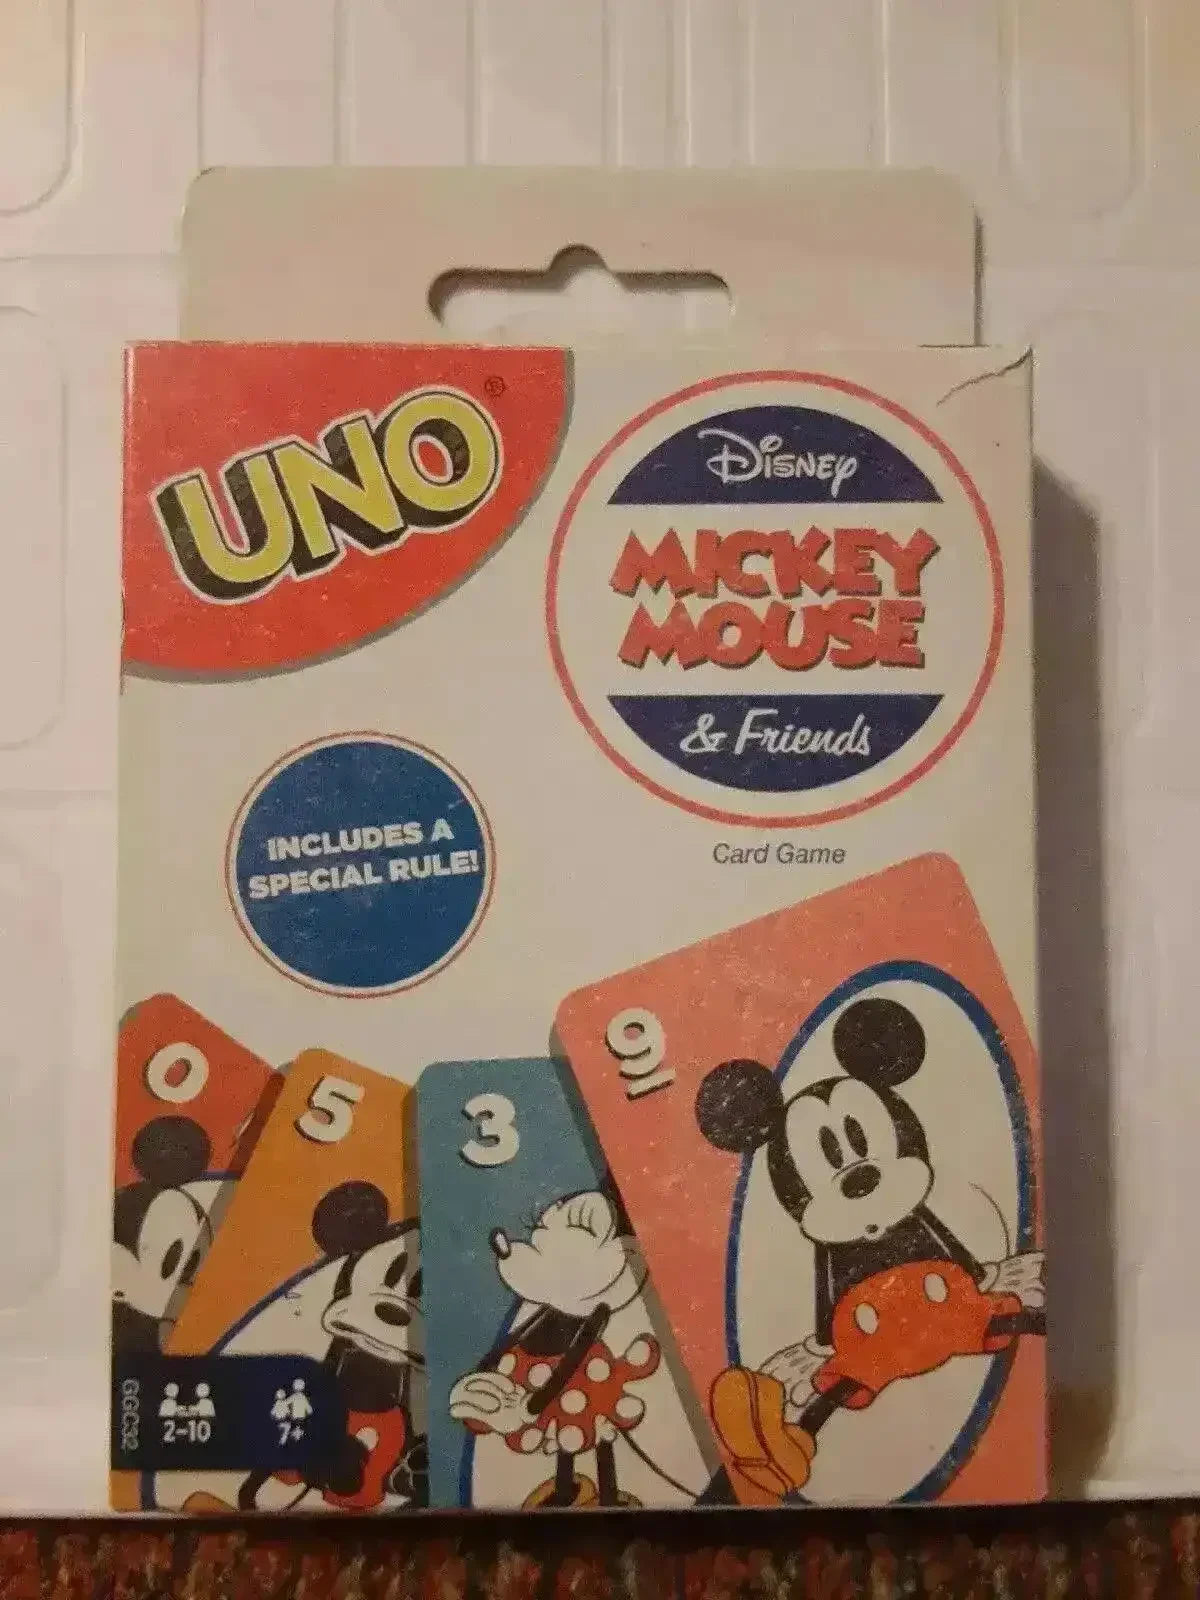 UNO®
Disney
MICKEY
MOUSE
& Friends
Card Game
INCLUDES A
SPECIAL RULE!
0
5
3
9
GGC32
2-10
7+